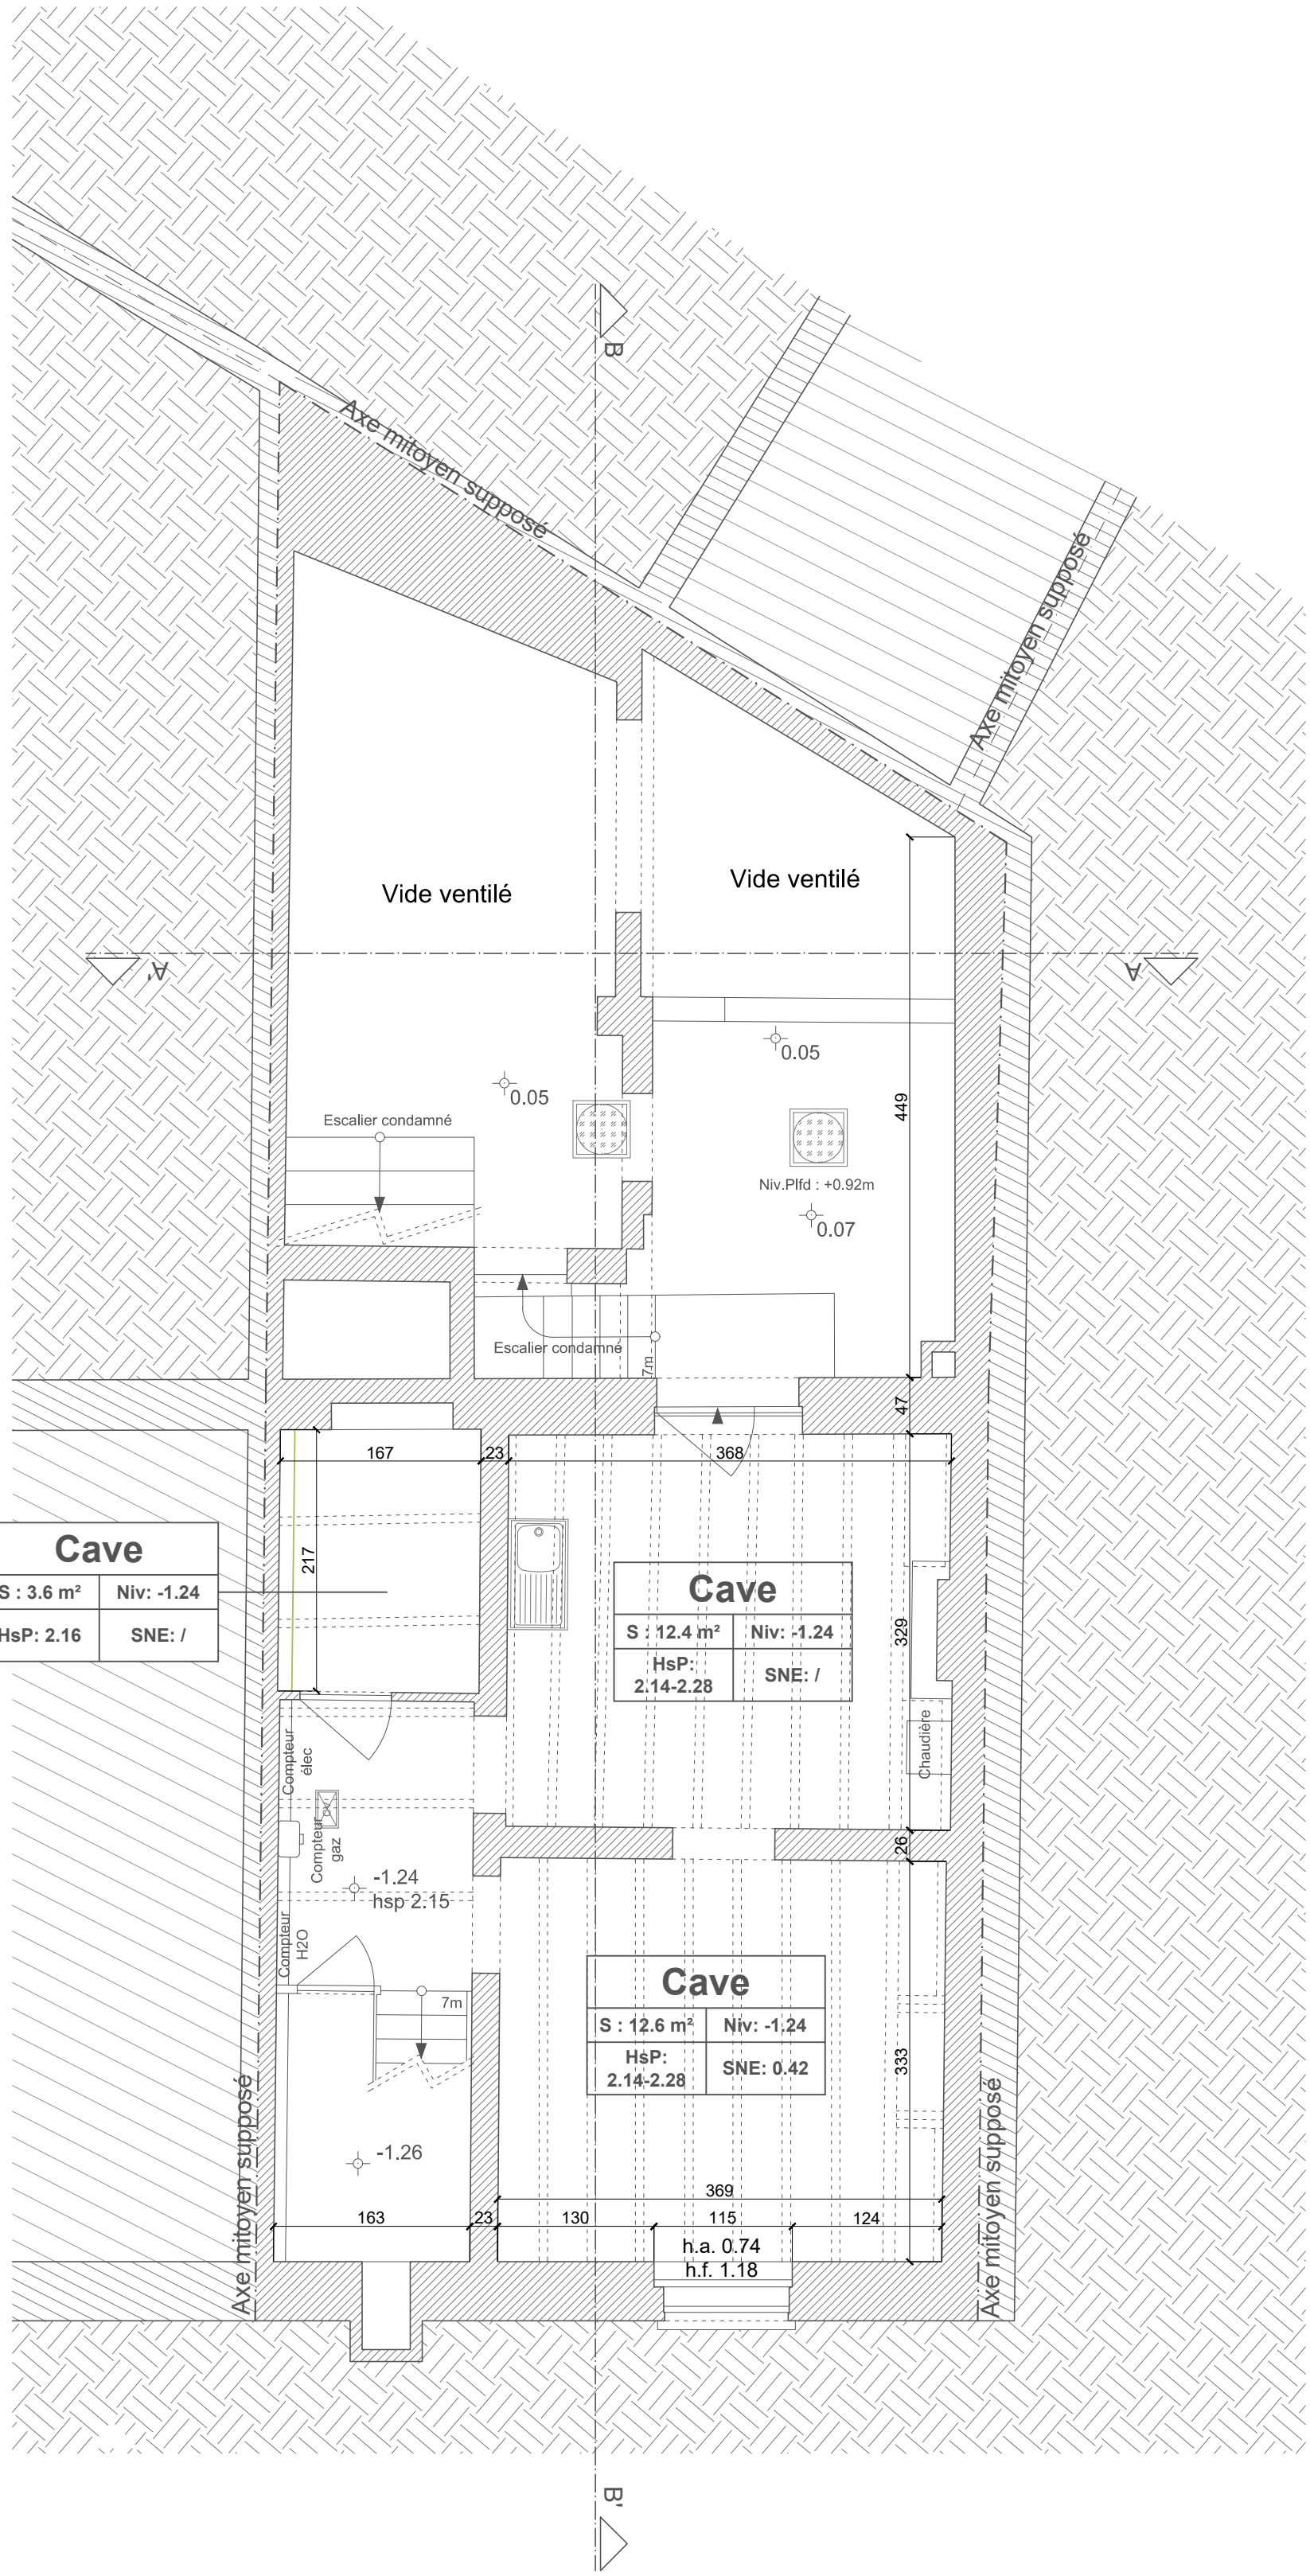 B
Axe mitoyen supposé
Axe mitoyen supposé
Vide ventilé
Vide ventilé
A'
A
0.05
0.05
449
Escalier condamné
Niv.Plfd : +0.92m
0.07
Escalier condamné
7m
47
167
23
368
217
Cave
S : 3.6 m²
Niv: -1.24
HsP: 2.16
SNE: /
Cave
S : 12.4 m²
Niv: -1.24
HsP:
2.14-2.28
SNE: /
329
Chaudière
Compteur
élec
Compteur
gaz
26
-1.24
hsp 2.15
Compteur
H2O
7m
Cave
S : 12.6 m²
Niv: -1.24
HsP:
2.14-2.28
SNE: 0.42
333
-1.26
Axe mitoyen supposé
Axe mitoyen supposé
369
163
23
130
115
124
h.a. 0.74
h.f. 1.18
B'